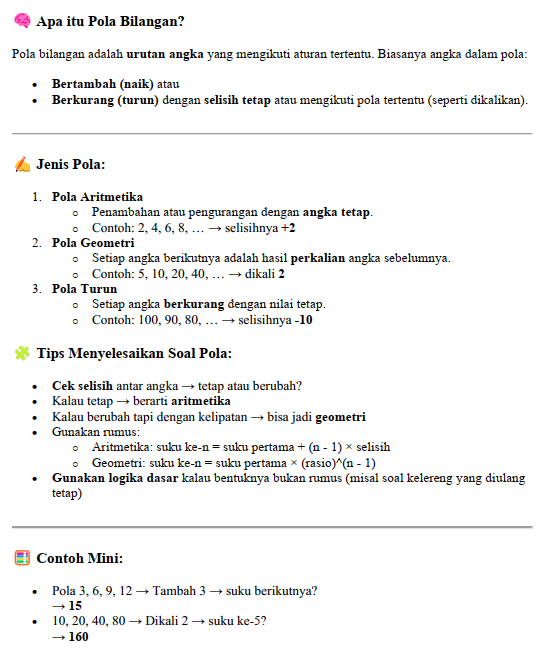 🧠 Apa itu Pola Bilangan?
Pola bilangan adalah urutan angka yang mengikuti aturan tertentu. Biasanya angka dalam pola:
• Bertambah (naik) atau
• Berkurang (turun) dengan selisih tetap atau mengikuti pola tertentu (seperti dikalikan).
✍️ Jenis Pola:
1. Pola Aritmetika
o Penambahan atau pengurangan dengan angka tetap.
o Contoh: 2, 4, 6, 8, … → selisihnya +2
2. Pola Geometri
o Setiap angka berikutnya adalah hasil perkalian angka sebelumnya.
o Contoh: 5, 10, 20, 40, … → dikali 2
3. Pola Turun
o Setiap angka berkurang dengan nilai tetap.
o Contoh: 100, 90, 80, … → selisihnya -10
🧩 Tips Menyelesaikan Soal Pola:
• Cek selisih antar angka → tetap atau berubah?
• Kalau tetap → berarti aritmetika
• Kalau berubah tapi dengan kelipatan → bisa jadi geometri
• Gunakan rumus:
o Aritmetika: suku ke-n = suku pertama + (n - 1) × selisih
o Geometri: suku ke-n = suku pertama × (rasio)^(n - 1)
• Gunakan logika dasar kalau bentuknya bukan rumus (misal soal kelereng yang diulang
tetap)
🧮 Contoh Mini:
• Pola 3, 6, 9, 12 → Tambah 3 → suku berikutnya?
→ 15
• 10, 20, 40, 80 → Dikali 2 → suku ke-5?
→ 160